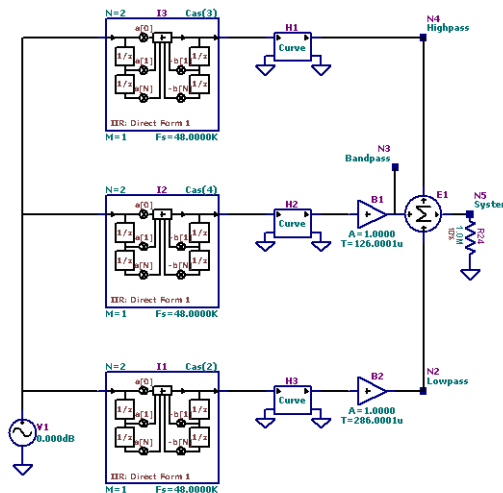 N=2 I3 Cas(3)
a[0]
1/z + 1/z
a[1] -b[1]
1/z 1/z
a[N] -b[N]
IIR: Direct Form 1
M=1 Fs=48.0000K
H1
Curve
N4
Highpass
N3
Bandpass
N=2 I2 Cas(4)
a[0]
1/z + 1/z
a[1] -b[1]
1/z 1/z
a[N] -b[N]
IIR: Direct Form 1
M=1 Fs=48.0000K
H2
Curve
B1
A=1.0000
T=126.0001u
E1
+
+ Σ
+
N5
System
R24
1.0M
N=2 I1 Cas(2)
a[0]
1/z + 1/z
a[1] -b[1]
1/z 1/z
a[N] -b[N]
IIR: Direct Form 1
M=1 Fs=48.0000K
H3
Curve
B2
A=1.0000
T=286.0001u
N2
Lowpass
V1
0.000dB